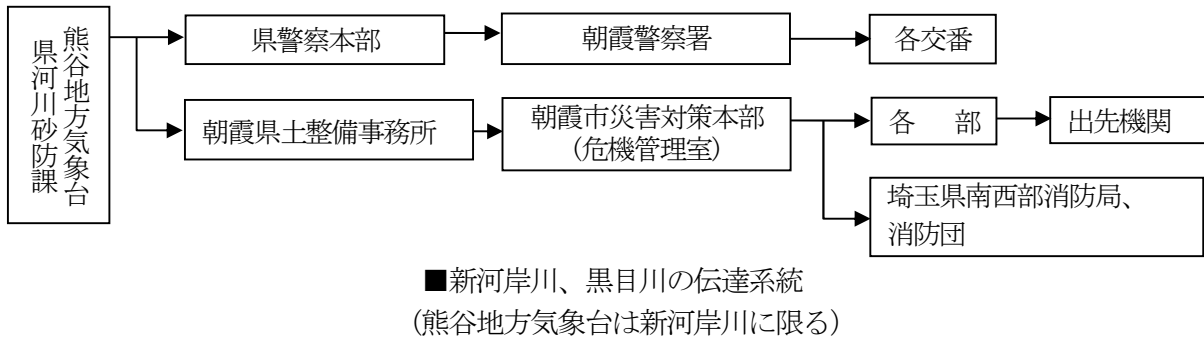 熊谷地方気象台
県河川砂防課
県警察本部
朝霞警察署
各交番
朝霞県土整備事務所
朝霞市災害対策本部
(危機管理室)
各　部
出先機関
埼玉県南西部消防局、
消防団
■新河岸川、黒目川の伝達系統
(熊谷地方気象台は新河岸川に限る)